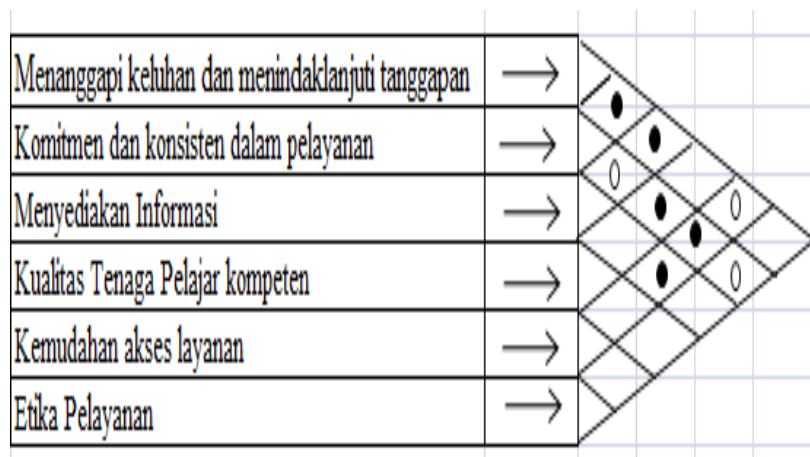 Menanggapi keluhan dan menindaklanjuti tanggapan
Komitmen dan konsisten dalam pelayanan
Menyediakan Informasi
Kualitas Tenaga Pelajar kompeten
Kemudahan akses layanan
Etika Pelayanan